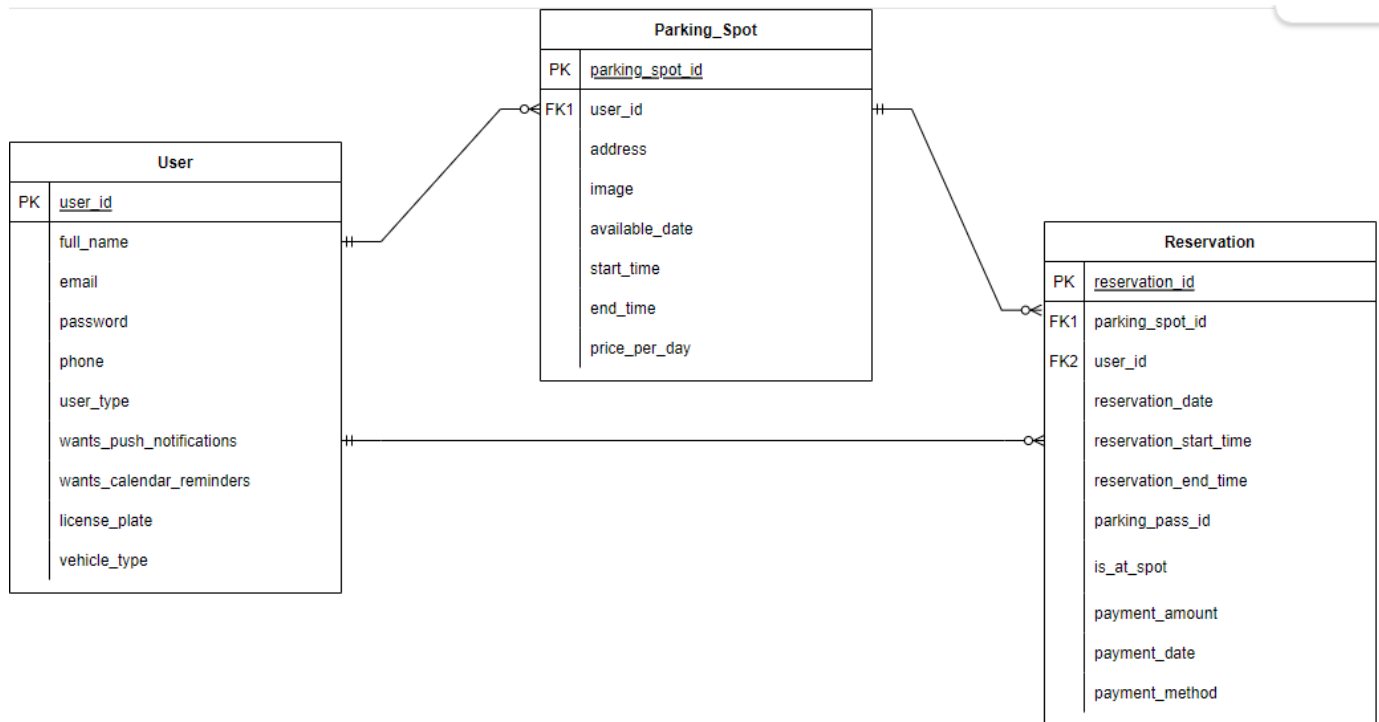 Parking_Spot
PK parking_spot_id
FK1 user_id
address
image
available_date
start_time
end_time
price_per_day
User
PK user_id
full_name
email
password
phone
user_type
wants_push_notifications
wants_calendar_reminders
license_plate
vehicle_type
Reservation
PK reservation_id
FK1 parking_spot_id
FK2 user_id
reservation_date
reservation_start_time
reservation_end_time
parking_pass_id
is_at_spot
payment_amount
payment_date
payment_method